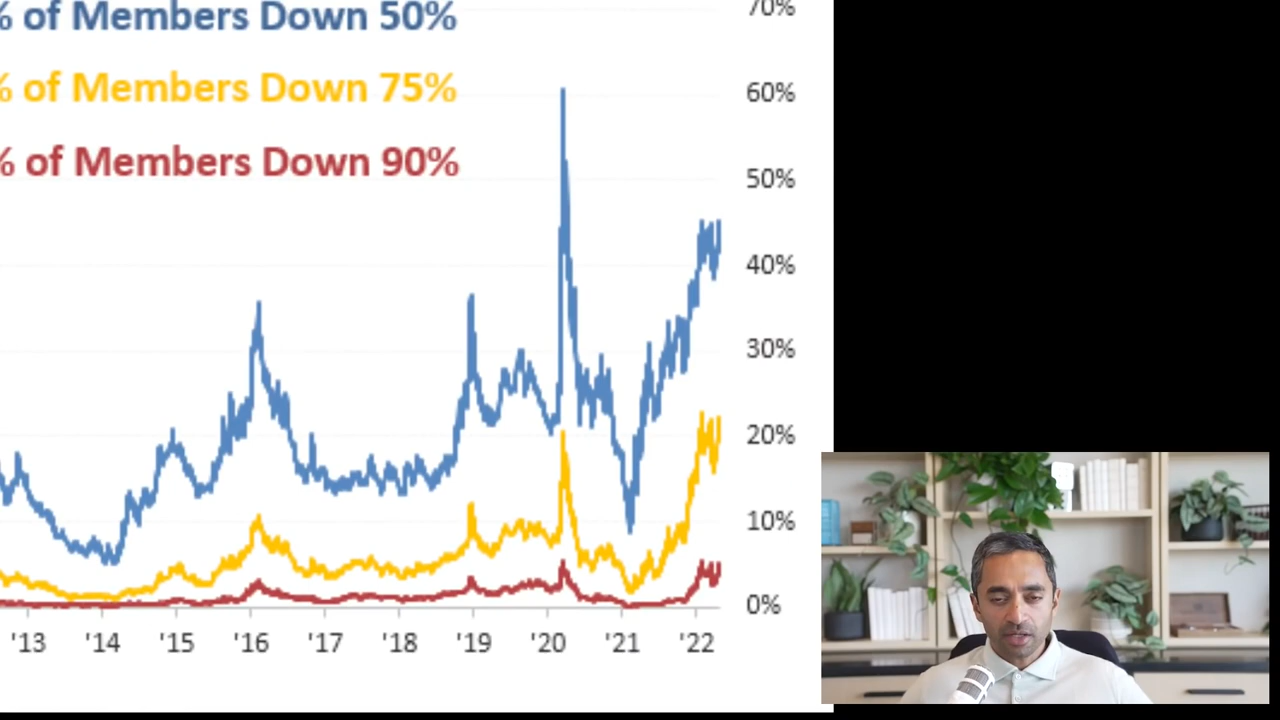 % of Members Down 50%
% of Members Down 75%
% of Members Down 90%
70%
60%
50%
40%
30%
20%
10%
0%
'13 '14 '15 '16 '17 '18 '19 '20 '21 '22